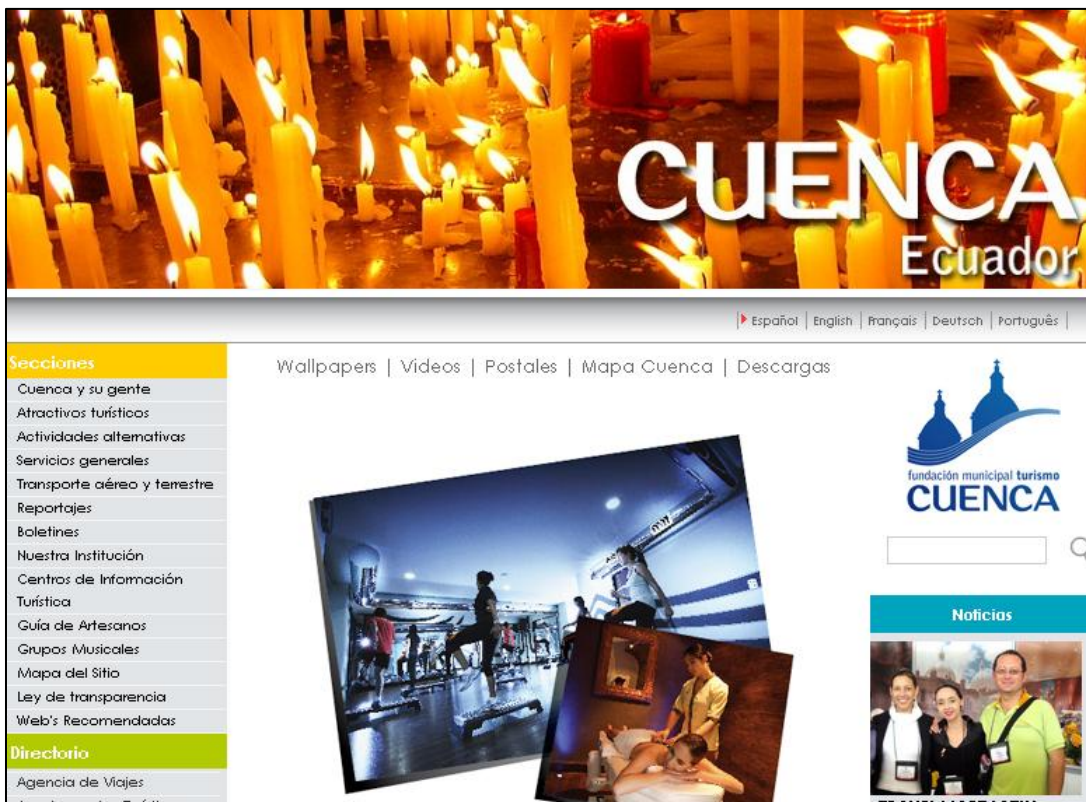 CUENCA
Ecuador
Español | English | Français | Deutsch | Português |
Secciones
Cuenca y su gente
Atractivos turísticos
Actividades alternativas
Servicios generales
Transporte aéreo y terrestre
Reportajes
Boletines
Nuestra Institución
Centros de Información
Turística
Guía de Artesanos
Grupos Musicales
Mapa del Sitio
Ley de transparencia
Web's Recomendadas
Directorio
Agencia de Viajes
Wallpapers | Videos | Postales | Mapa Cuenca | Descargas
fundación municipal turismo
CUENCA
Noticias